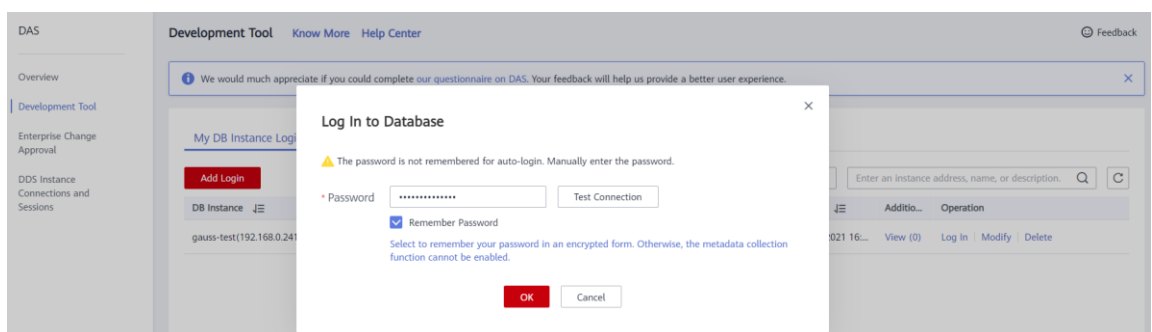 DAS
Development Tool Know More Help Center
Feedback
Overview
We would much appreciate if you could complete our questionnaire on DAS. Your feedback will help us provide a better user experience.
Development Tool
Log In to Database
Enterprise Change
Approval
My DB Instance Logi
The password is not remembered for auto-login. Manually enter the password.
DDS Instance
Connections and
Sessions
Add Login
Enter an instance address, name, or description.
* Password •••••••••••••• Test Connection
DB Instance
Additio... Operation
Remember Password
gauss-test(192.168.0.241
2021 16:... View (0) Log In Modify Delete
Select to remember your password in an encrypted form. Otherwise, the metadata collection
function cannot be enabled.
OK Cancel